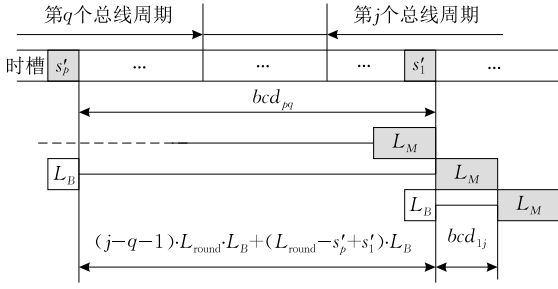 第q个总线周期 第j个总线周期
时槽 s′p ... ... ... s′1 ...
bcdpq
LM
LB LM
LB LM
(j-q-1)·Lround·LB+(Lround-s′p+s′1)·LB bcd1j